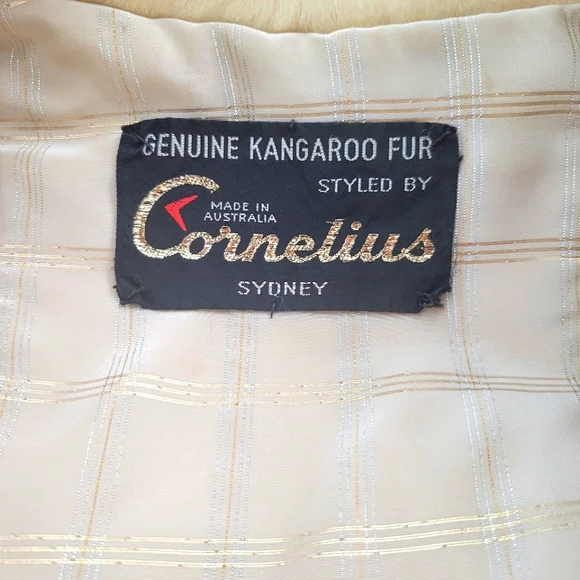 GENUINE KANGAROO FUR
STYLED BY
MADE IN
AUSTRALIA
Cornelius
SYDNEY